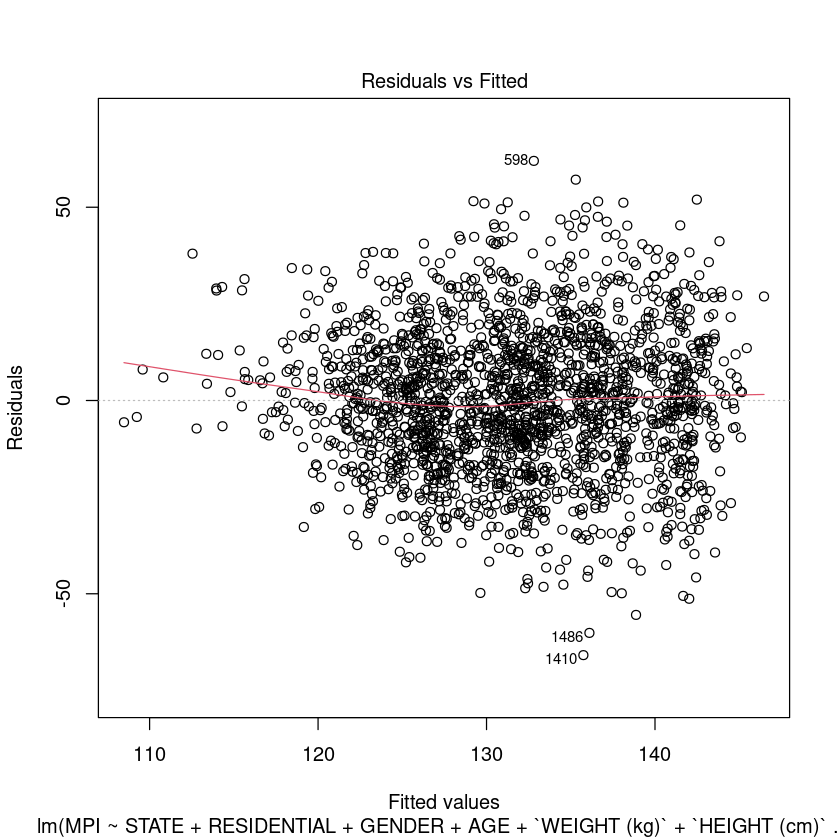 Residuals vs Fitted
598
50
0
-50
1486
1410
Residuals
110 120 130 140
Fitted values
lm(MPI ~ STATE + RESIDENTIAL + GENDER + AGE + `WEIGHT (kg)` + `HEIGHT (cm)` .